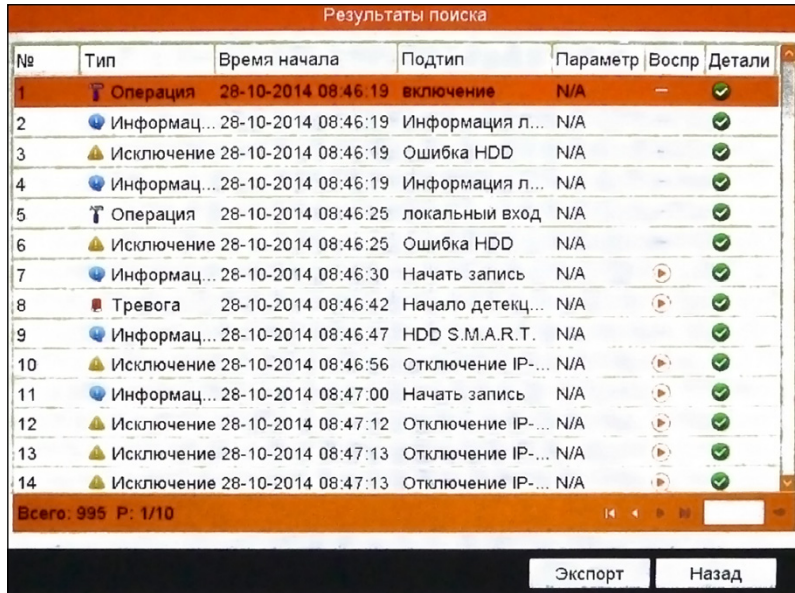 Результаты поиска
№ Тип Время начала Подтип Параметр Воспр Детали
1 Операция 28-10-2014 08:46:19 включение N/A —
2 Информац... 28-10-2014 08:46:19 Информация л... N/A —
3 Исключение 28-10-2014 08:46:19 Ошибка HDD N/A —
4 Информац... 28-10-2014 08:46:19 Информация л... N/A —
5 Операция 28-10-2014 08:46:25 локальный вход N/A —
6 Исключение 28-10-2014 08:46:25 Ошибка HDD N/A —
7 Информац... 28-10-2014 08:46:30 Начать запись N/A
8 Тревога 28-10-2014 08:46:42 Начало детекц... N/A
9 Информац... 28-10-2014 08:46:47 HDD S.M.A.R.T. N/A
10 Исключение 28-10-2014 08:46:56 Отключение IP-... N/A
11 Информац... 28-10-2014 08:47:00 Начать запись N/A
12 Исключение 28-10-2014 08:47:12 Отключение IP-... N/A
13 Исключение 28-10-2014 08:47:13 Отключение IP-... N/A
14 Исключение 28-10-2014 08:47:13 Отключение IP-... N/A
Всего: 995 P: 1/10
Экспорт Назад